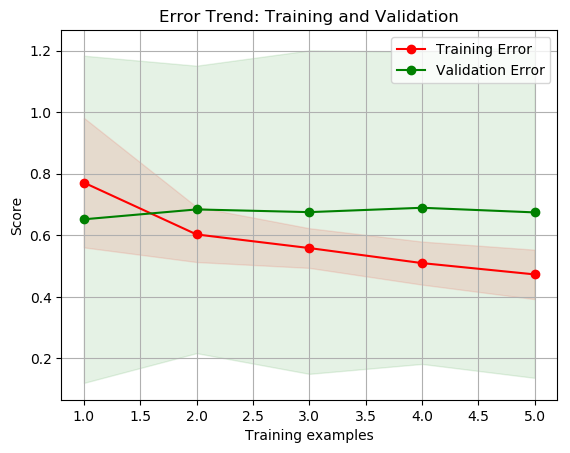 Error Trend: Training and Validation
Training Error
Validation Error
Score
1.2
1.0
0.8
0.6
0.4
0.2
1.0 1.5 2.0 2.5 3.0 3.5 4.0 4.5 5.0
Training examples